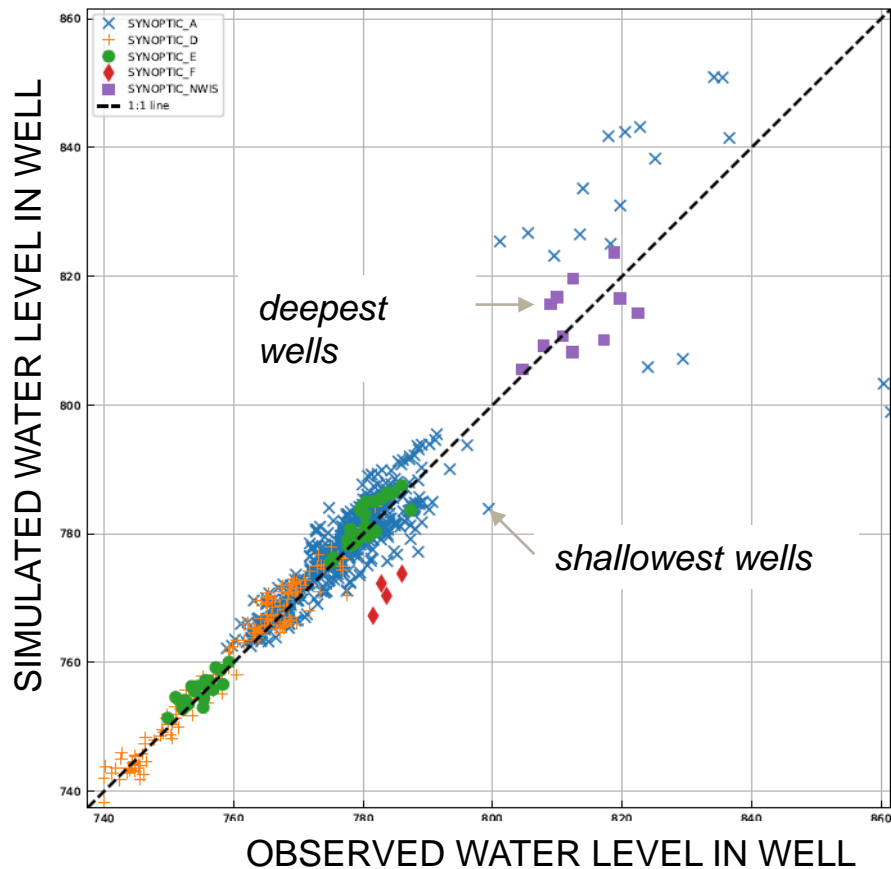 860
SYNOPTIC_A
SYNOPTIC_D
SYNOPTIC_E
SYNOPTIC_F
SYNOPTIC_NWIS
1:1 line
840
820
800
780
760
740
deepest
wells
shallowest wells
SIMULATED WATER LEVEL IN WELL
740 760 780 800 820 840 860
OBSERVED WATER LEVEL IN WELL